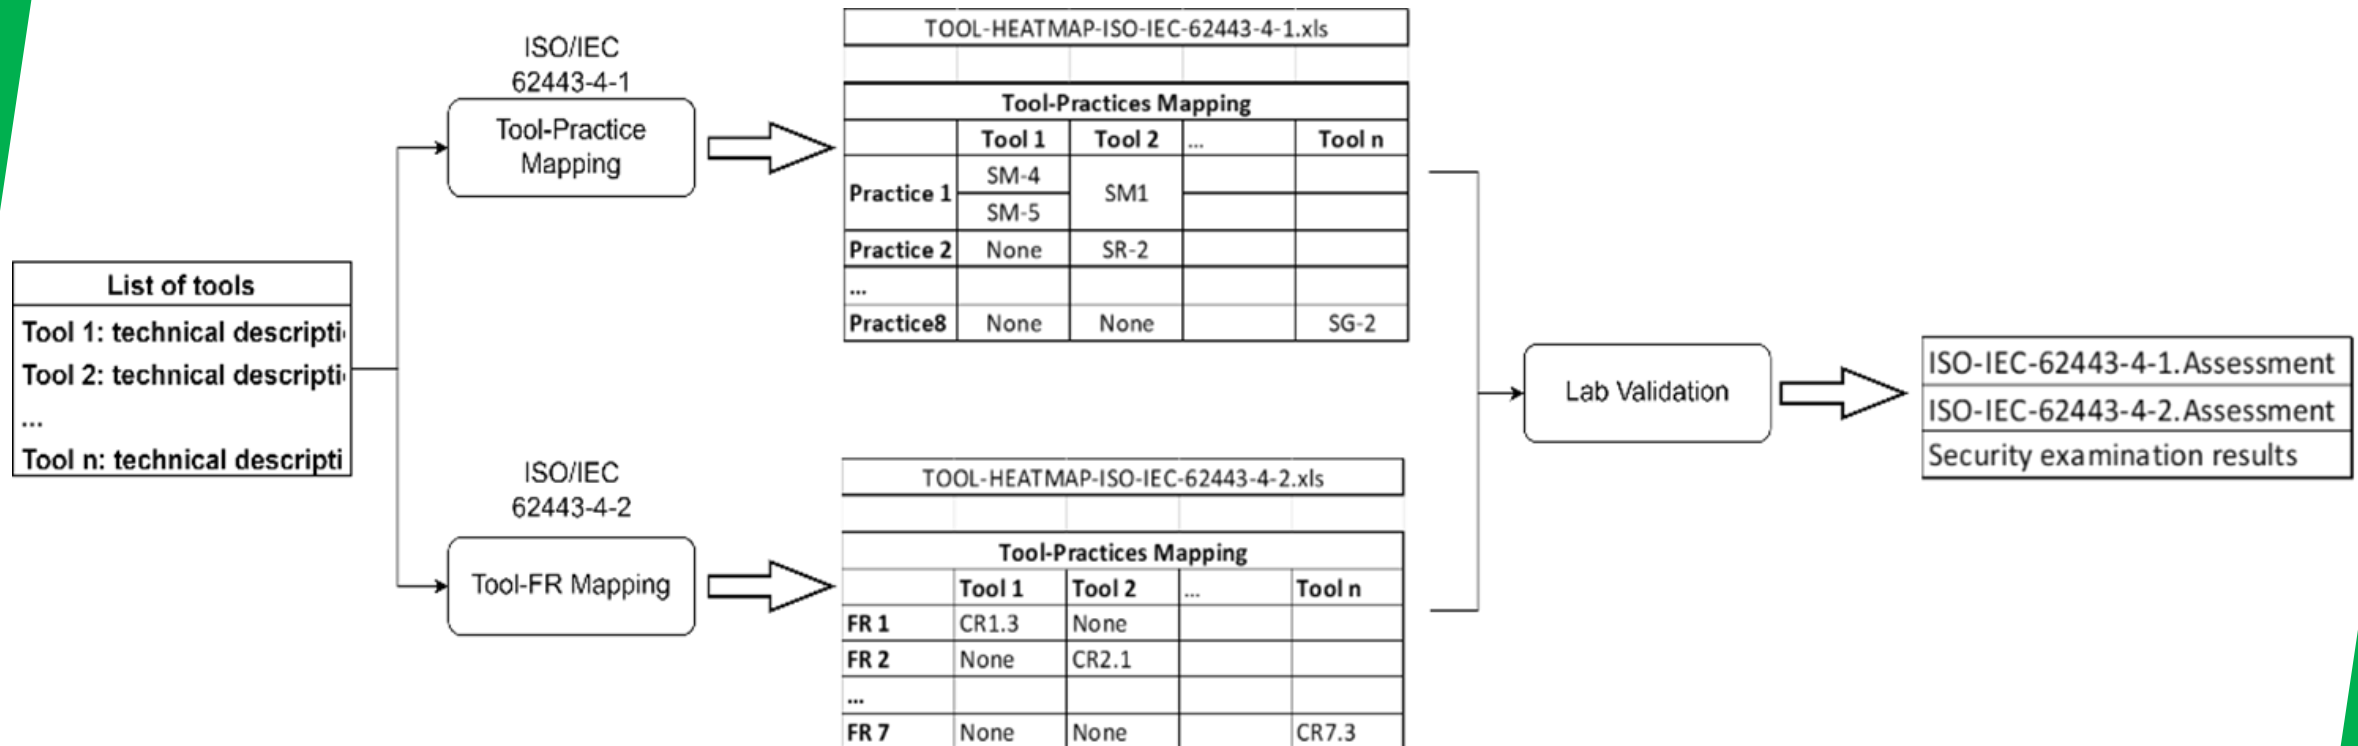 ISO/IEC
62443-4-1
Tool-Practice
Mapping
TOOL-HEATMAP-ISO-IEC-62443-4-1.xls
Tool-Practices Mapping
Tool 1 Tool 2 ... Tool n
Practice 1 SM-4 SM1
SM-5
Practice 2 None SR-2
...
Practice8 None None SG-2
List of tools
Tool 1: technical descripti
Tool 2: technical descripti
...
Tool n: technical descripti
ISO/IEC
62443-4-2
Tool-FR Mapping
TOOL-HEATMAP-ISO-IEC-62443-4-2.xls
Tool-Practices Mapping
Tool 1 Tool 2 ... Tool n
FR 1 CR1.3 None
FR 2 None CR2.1
...
FR 7 None None CR7.3
Lab Validation
ISO-IEC-62443-4-1.Assessment
ISO-IEC-62443-4-2.Assessment
Security examination results